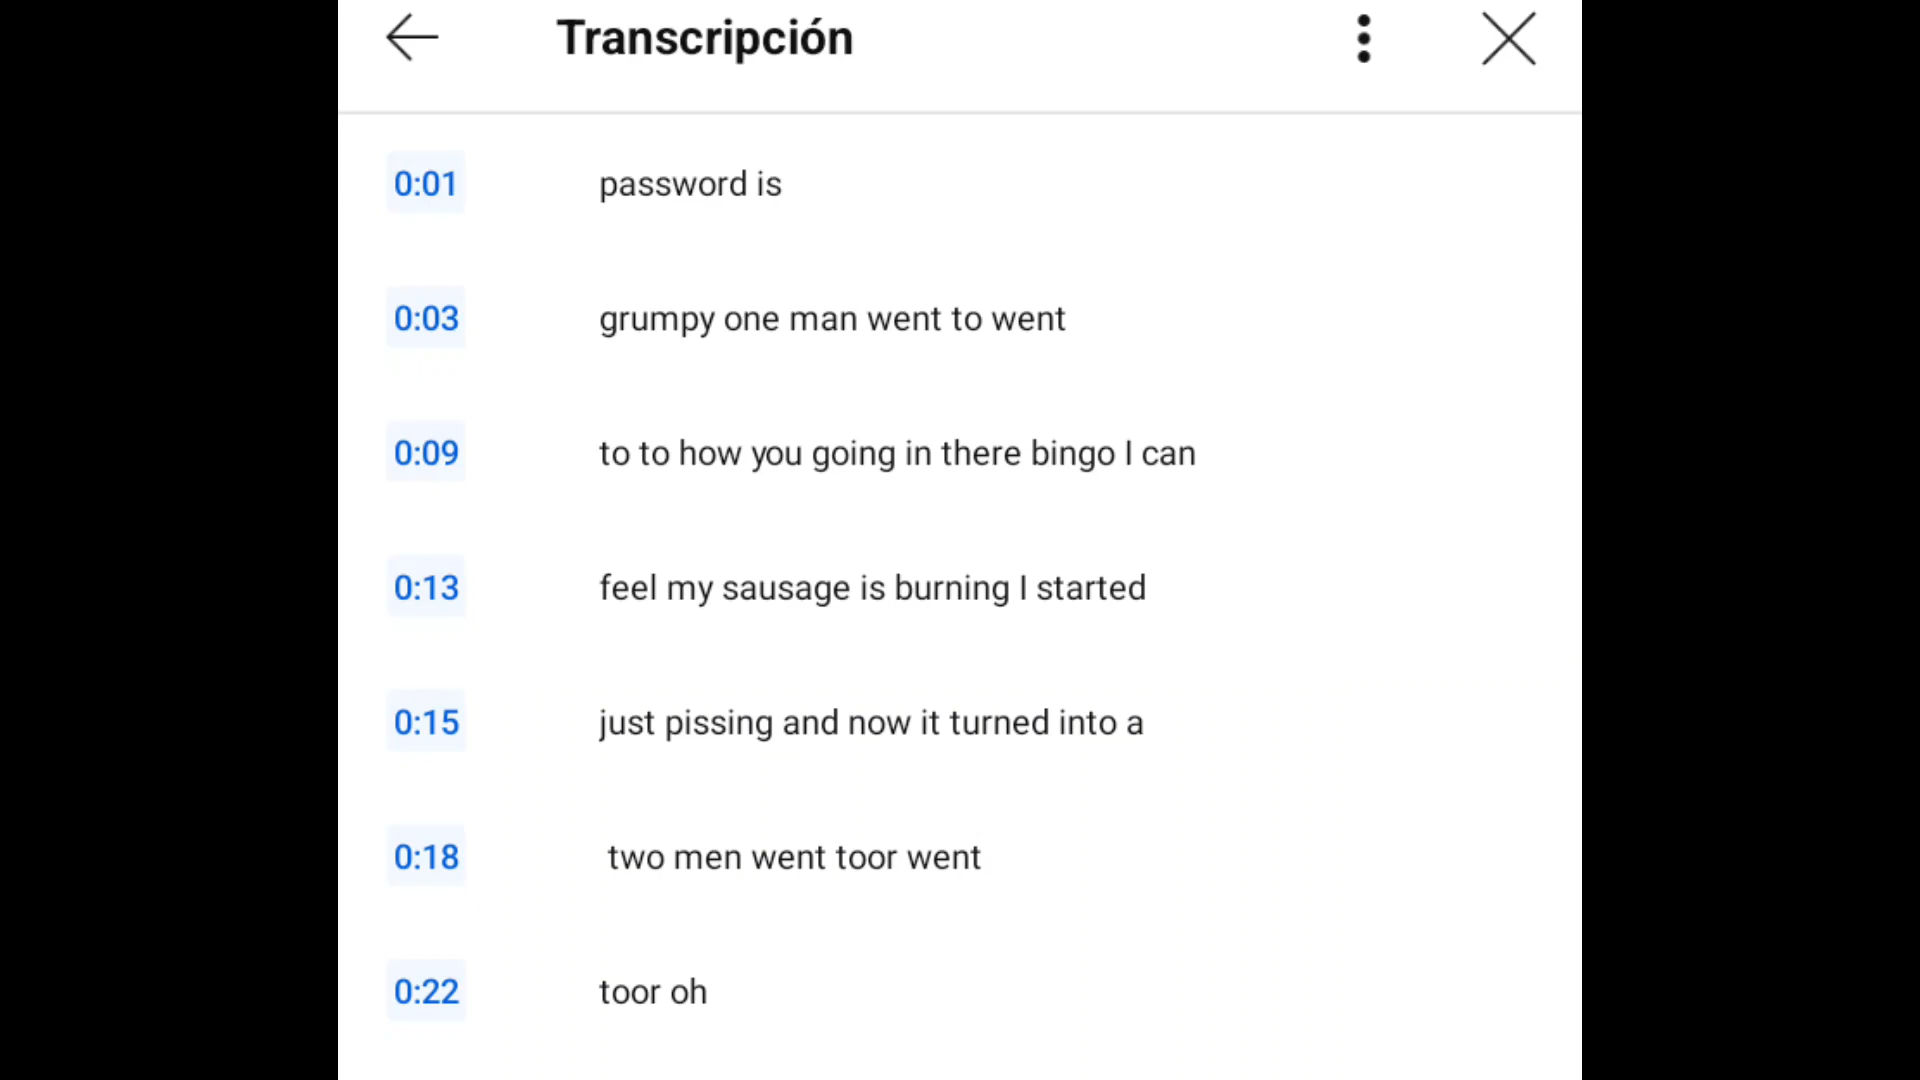 Transcripción
0:01 password is
0:03 grumpy one man went to went
0:09 to to how you going in there bingo I can
0:13 feel my sausage is burning I started
0:15 just pissing and now it turned into a
0:18 two men went toor went
0:22 toor oh